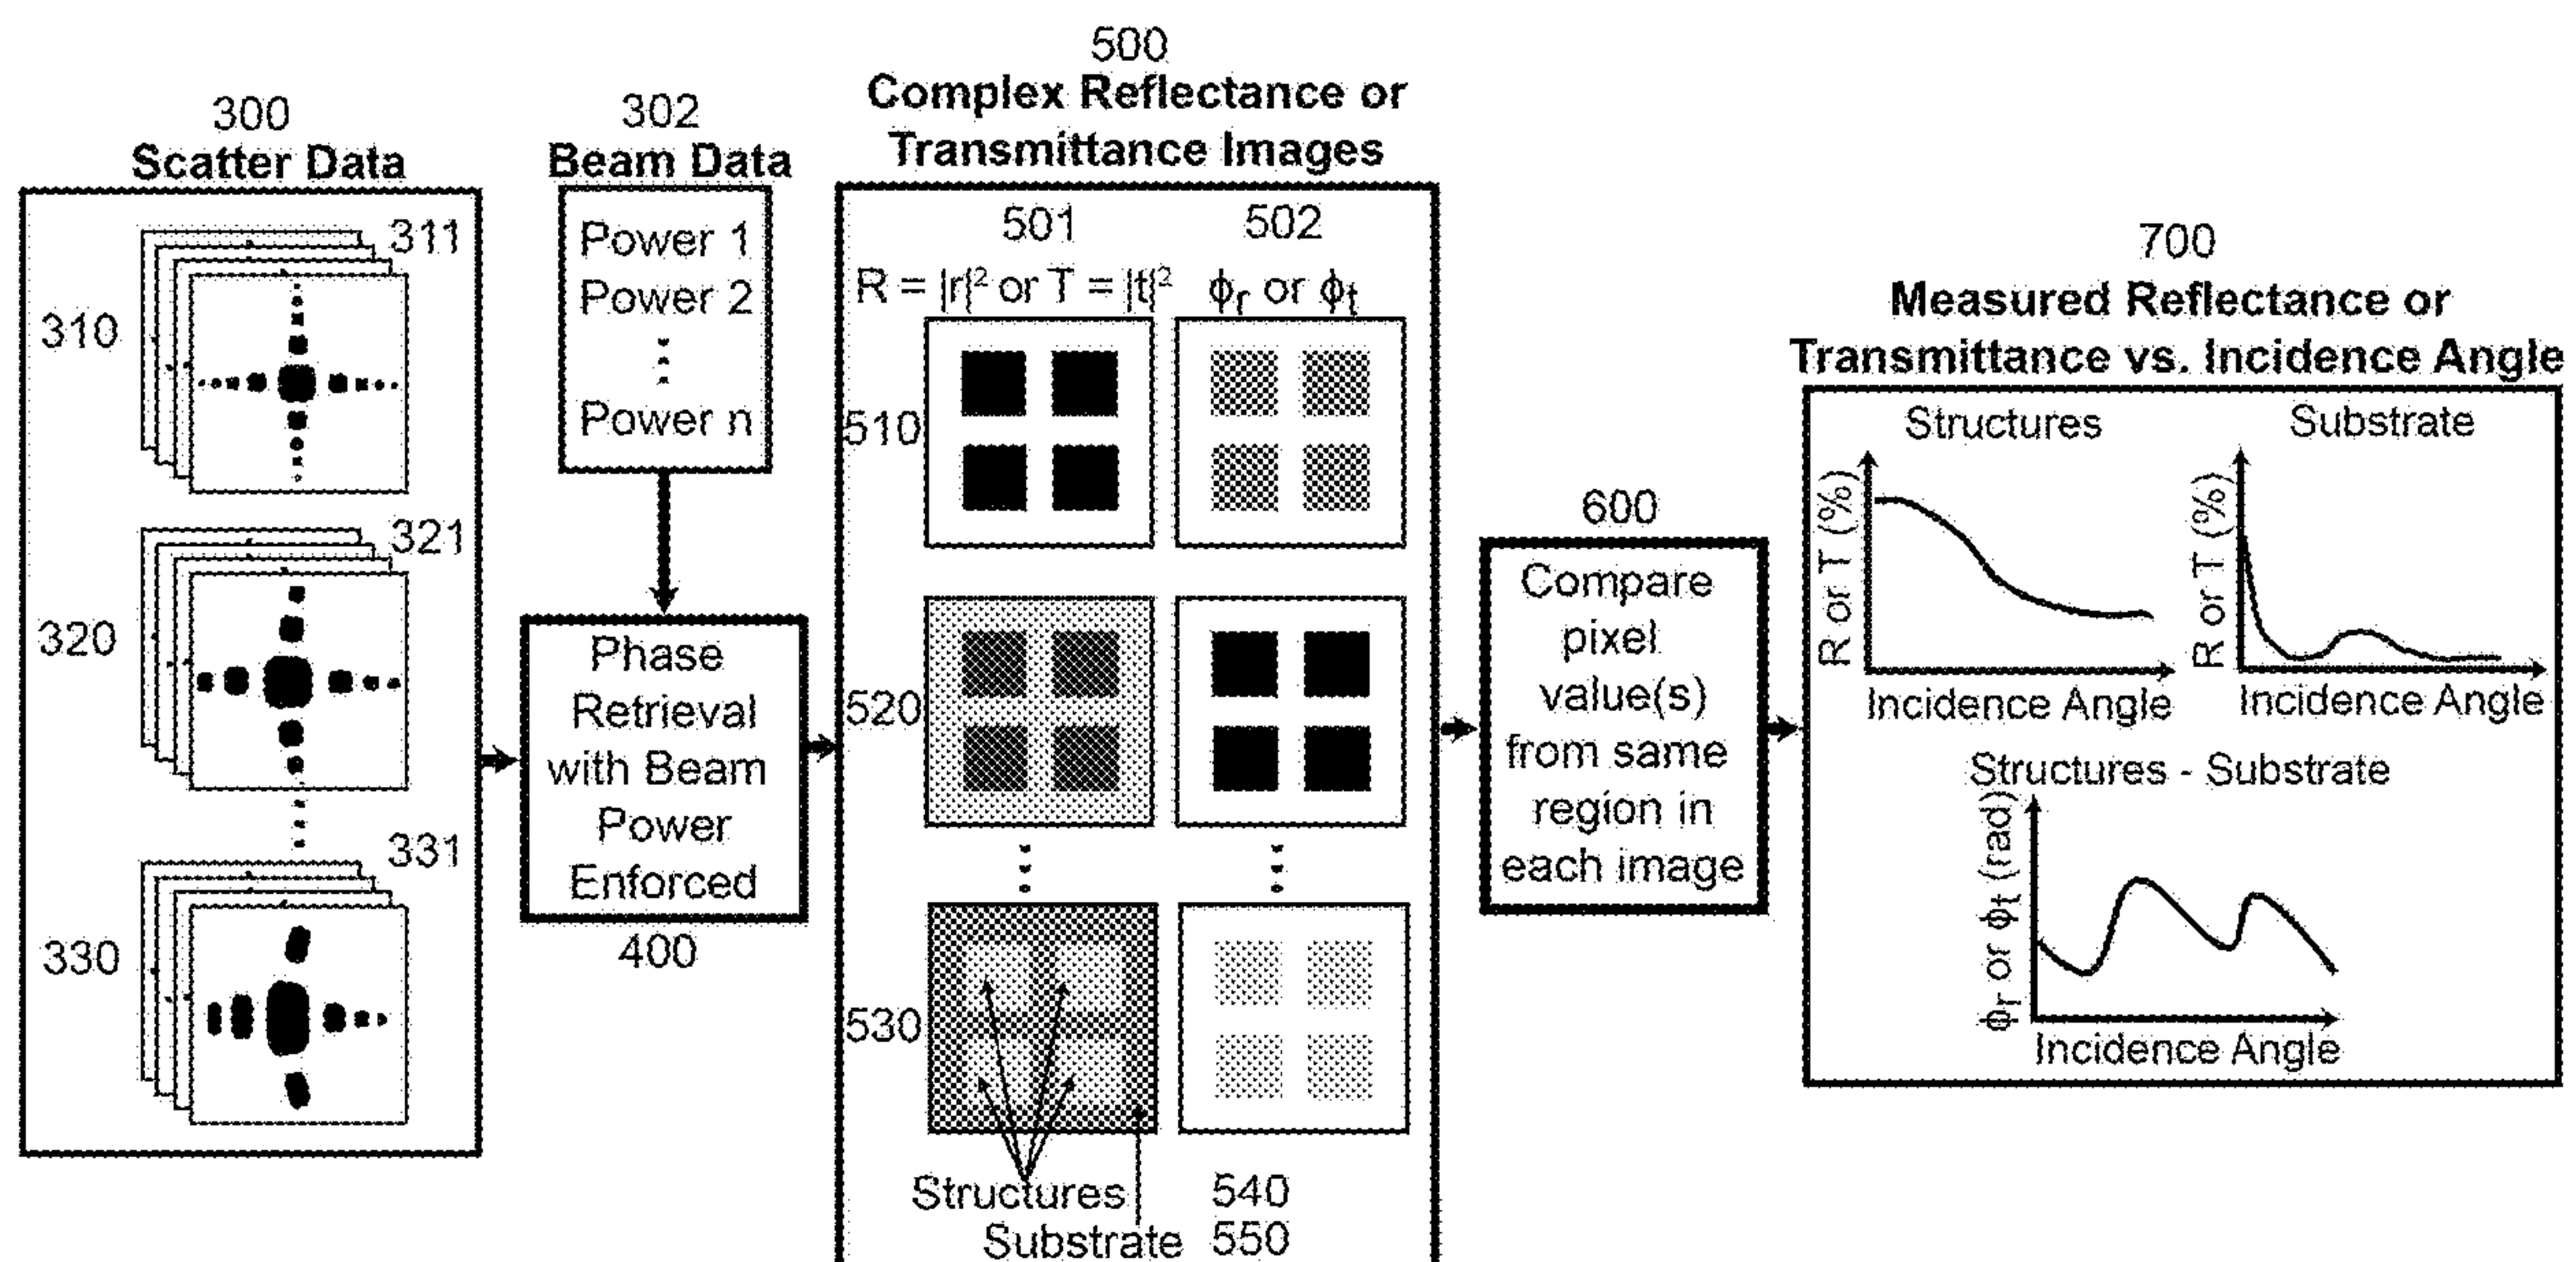 300
Scatter Data
310
311
320
321
330
331
302
Beam Data
Power 1
Power 2
Power n
Phase
Retrieval
with Beam
Power
Enforced
400
500
Complex Reflectance or
Transmittance Images
501
502
R = |r|² or T = |t|²
ϕr or ϕt
510
520
530
Structures 540
Substrate 550
600
Compare
pixel
value(s)
from same
region in
each image
700
Measured Reflectance or
Transmittance vs. Incidence Angle
Structures
R or T (%)
Incidence Angle
Substrate
R or T (%)
Incidence Angle
Structures - Substrate
ϕr or ϕt (rad)
Incidence Angle